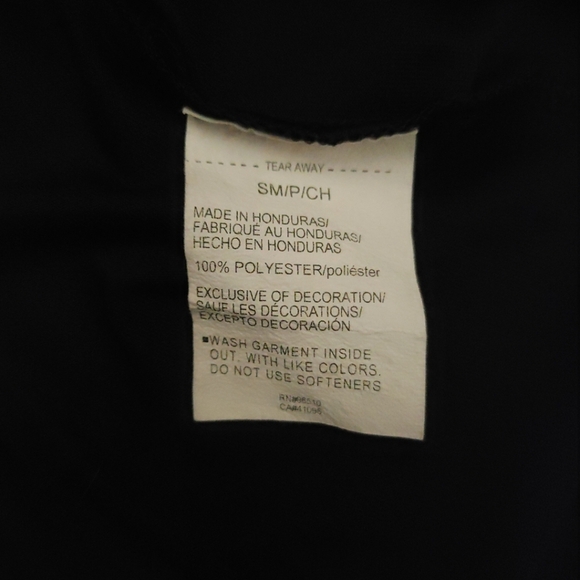 ------ TEAR AWAY ------
SM/P/CH
MADE IN HONDURAS/
FABRIQUÉ AU HONDURAS/
HECHO EN HONDURAS
100% POLYESTER/poliéster
EXCLUSIVE OF DECORATION/
SAUF LES DÉCORATIONS/
EXCEPTO DECORACIÓN
▪WASH GARMENT INSIDE
OUT. WITH LIKE COLORS.
DO NOT USE SOFTENERS